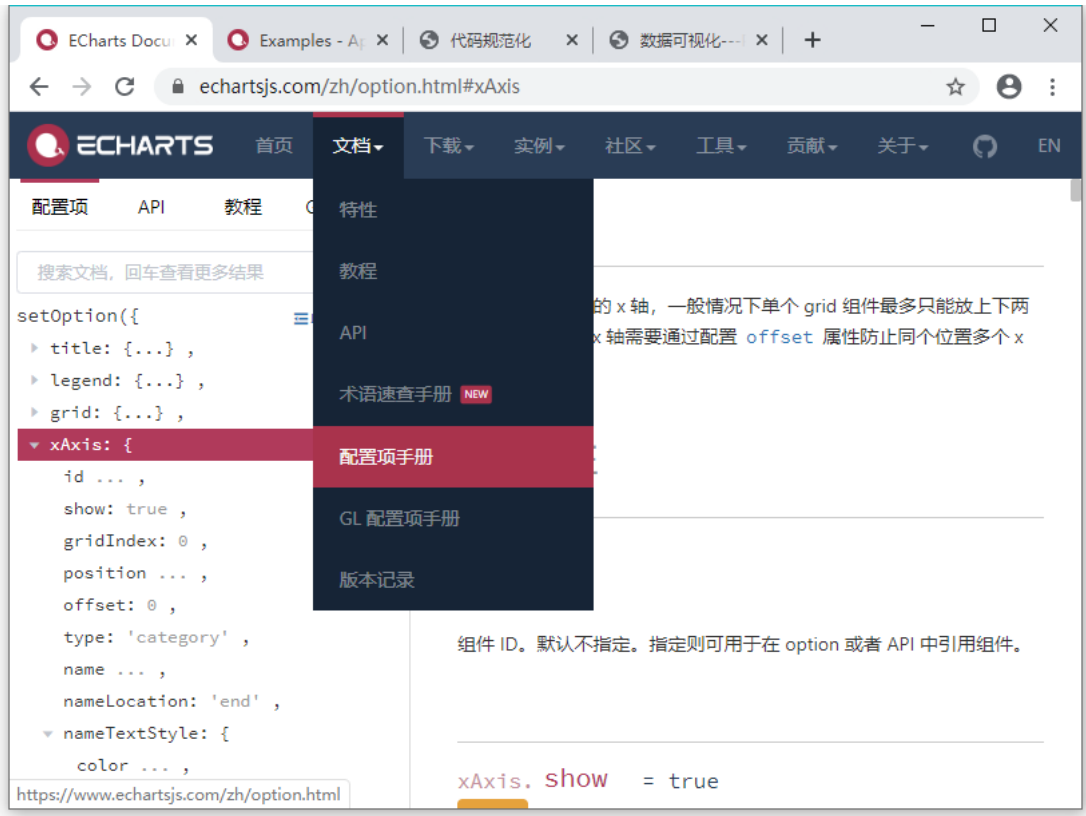 ECharts Docu
Examples - Ap
代码规范化
数据可视化---
echartsjs.com/zh/option.html#xAxis
ECHARTS 首页 文档 下载 实例 社区 工具 贡献 关于 EN
配置项 API 教程
特性
教程
API
术语速查手册 NEW
配置项手册
GL 配置项手册
版本记录
搜索文档，回车查看更多结果
setOption({
title: {...} ,
legend: {...} ,
grid: {...} ,
xAxis: {
id ... ,
show: true ,
gridIndex: 0 ,
position ... ,
offset: 0 ,
type: 'category' ,
name ... ,
nameLocation: 'end' ,
nameTextStyle: {
color ... ,
https://www.echartsjs.com/zh/option.html
的 x 轴，一般情况下单个 grid 组件最多只能放上下两
x 轴需要通过配置 offset 属性防止同个位置多个 x
组件 ID。默认不指定。指定则可用于在 option 或者 API 中引用组件。
xAxis. show = true